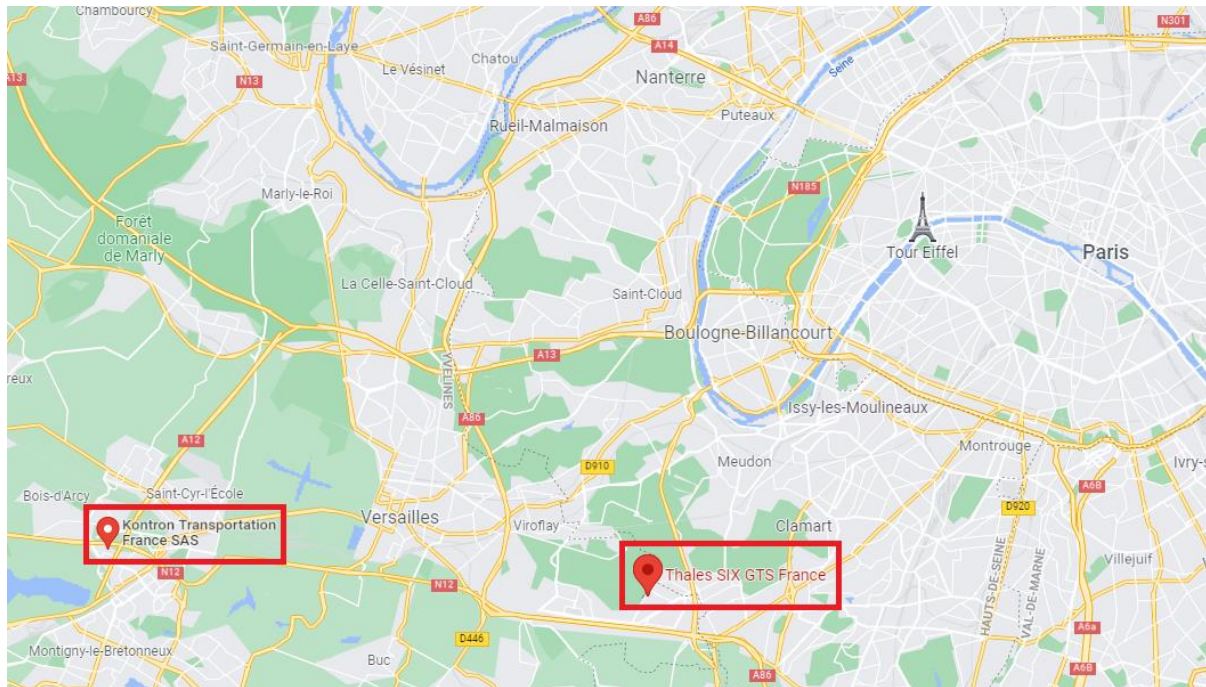 Chambourcy
A86
N301
Saint-Germain-en-Laye
A14
Chatou
Seine
Le Vésinet
Nanterre
A13
N13
Puteaux
Rueil-Malmaison
Marly-le-Roi
N185
Forêt
domaniale
de Marly
Tour Eiffel
Paris
La Celle-Saint-Cloud
Saint-Cloud
Boulogne-Billancourt
A13
reux
YVELINES
Issy-les-Moulineaux
A86
A12
Montrouge
Meudon
D910
Ivry-s
Bois-d'Arcy
Saint-Cyr-l'École
A6B
D920
Versailles
Kontron Transportation
France SAS
Viroflay
Clamart
Villejuif
N12
Thales SIX GTS France
N12
HAUTS-DE-SEINE
VAL-DE-MARNE
A6a
D446
Montigny-le-Bretonneux
Buc
A86